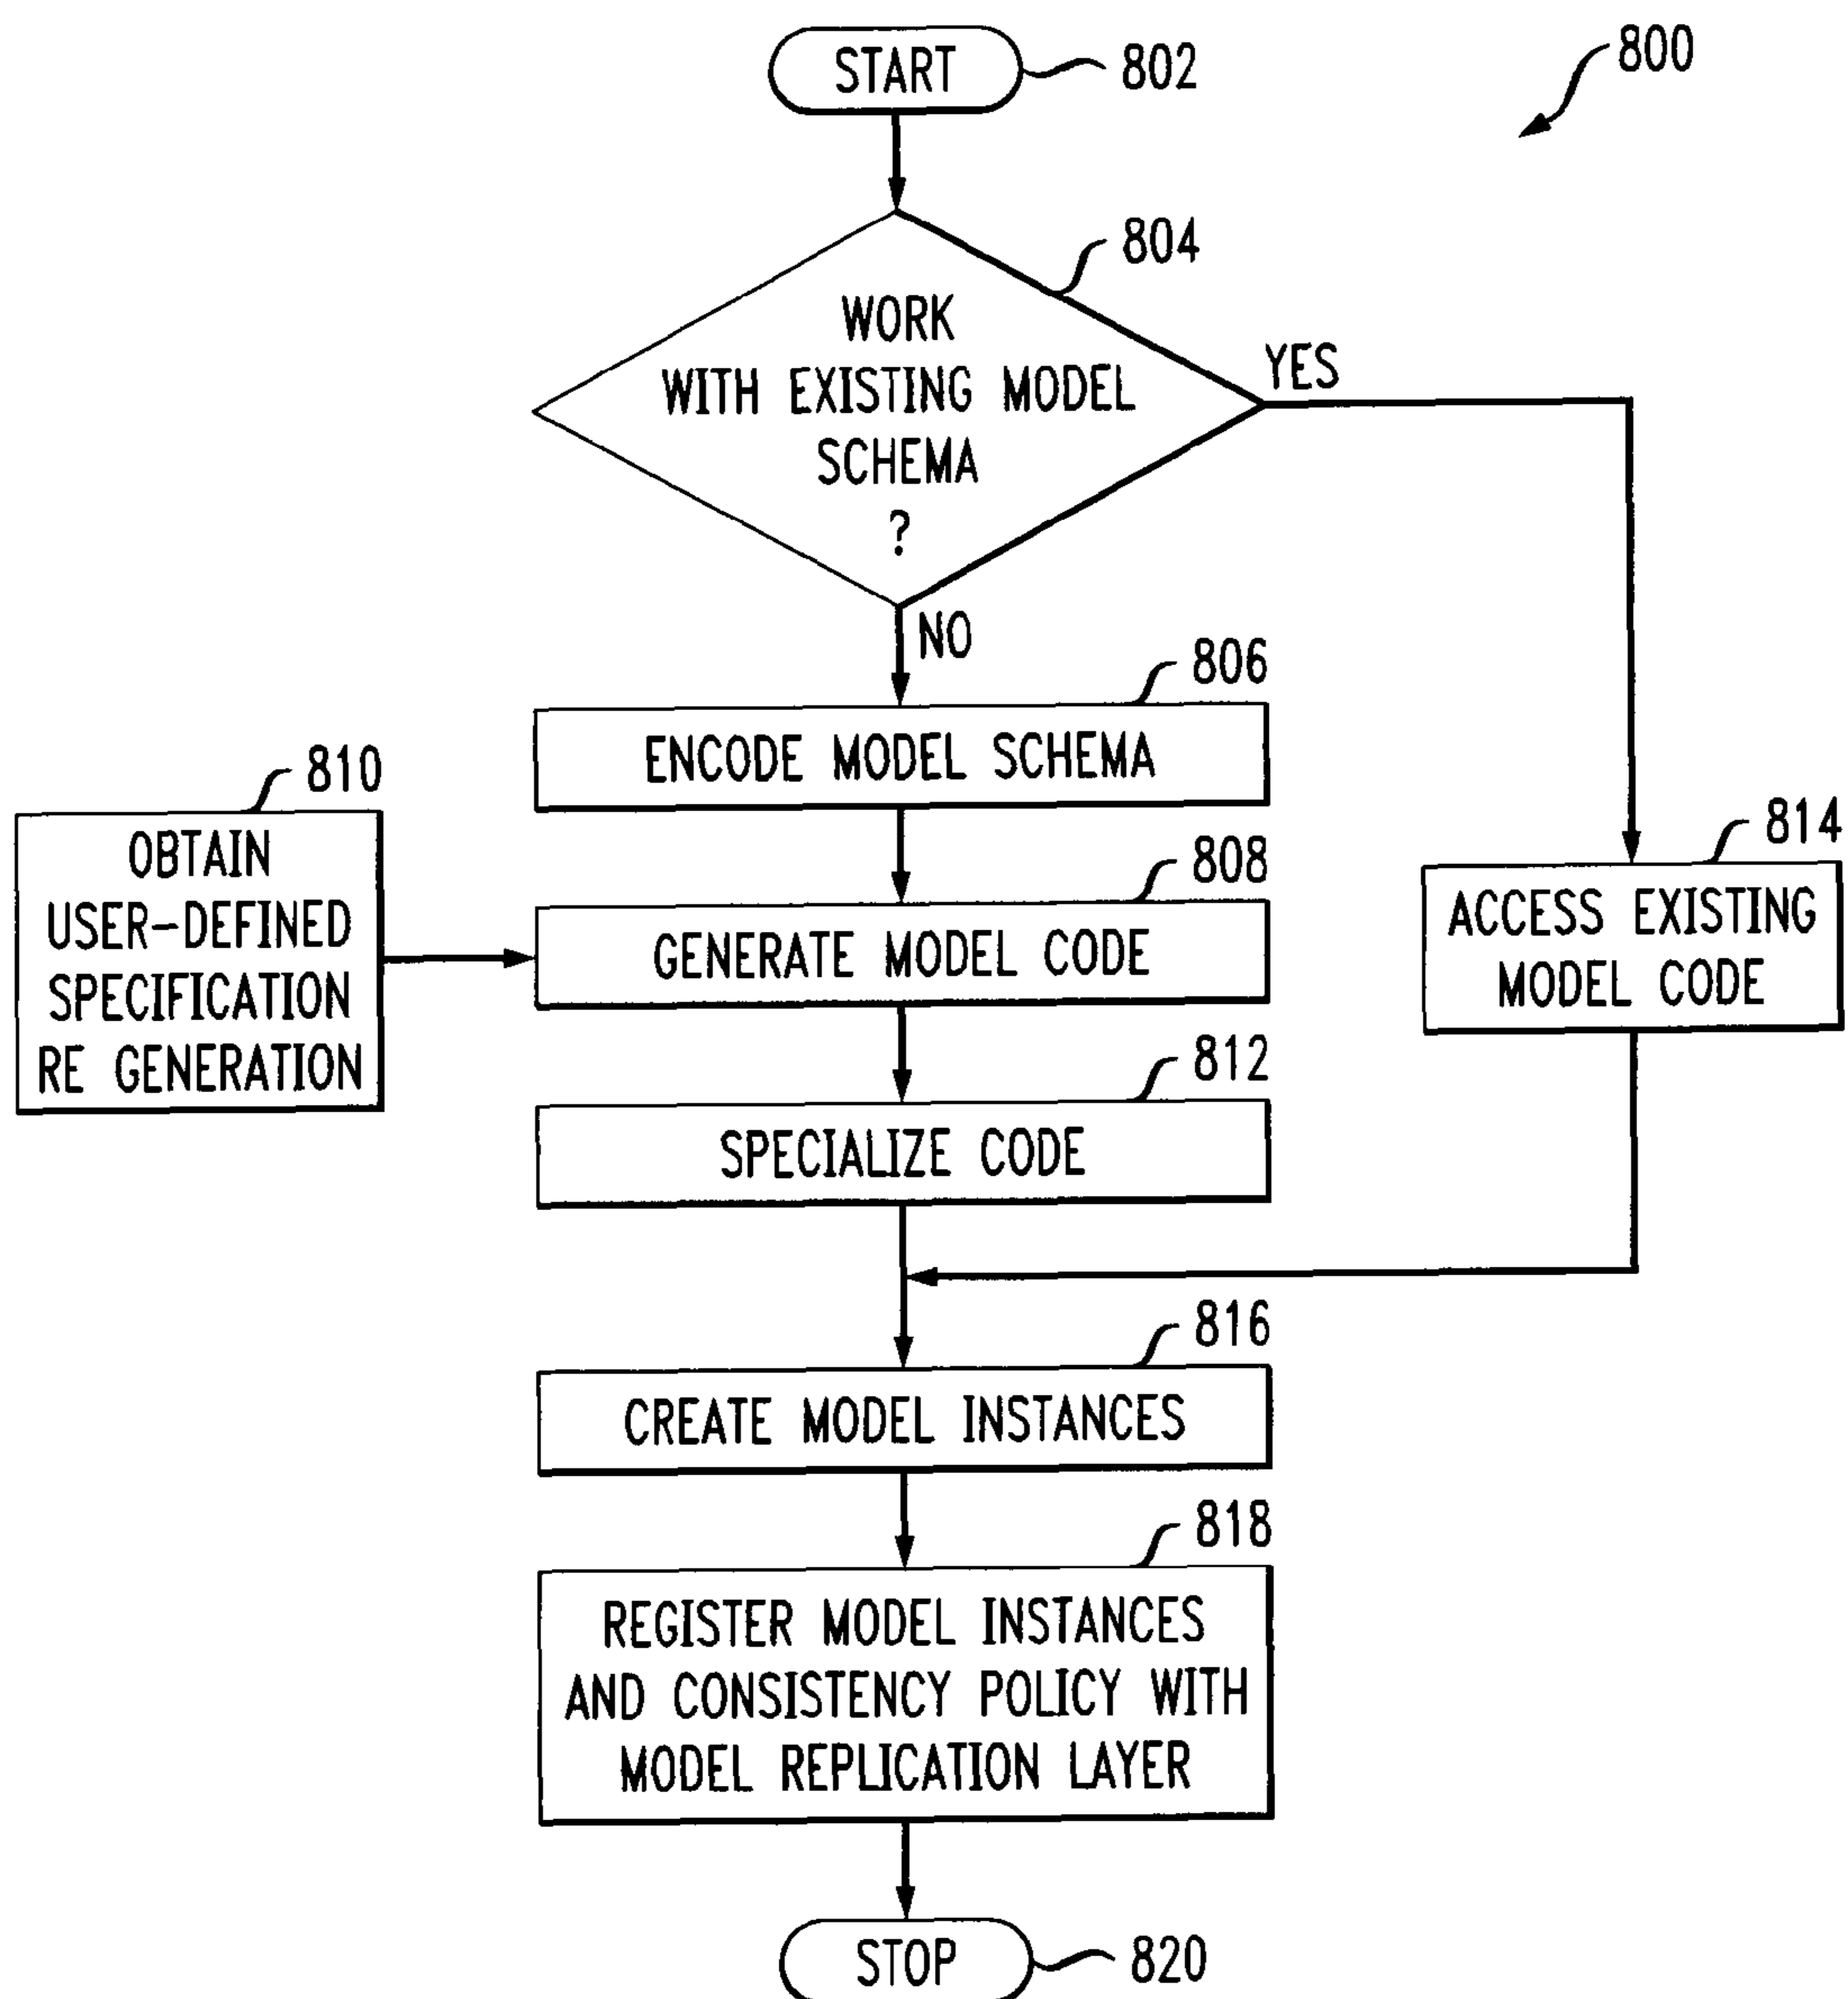 800
START
802
804
WORK
WITH EXISTING MODEL
SCHEMA
?
YES
NO
806
ENCODE MODEL SCHEMA
810
OBTAIN
USER-DEFINED
SPECIFICATION
RE GENERATION
808
GENERATE MODEL CODE
814
ACCESS EXISTING
MODEL CODE
812
SPECIALIZE CODE
816
CREATE MODEL INSTANCES
818
REGISTER MODEL INSTANCES
AND CONSISTENCY POLICY WITH
MODEL REPLICATION LAYER
STOP
820